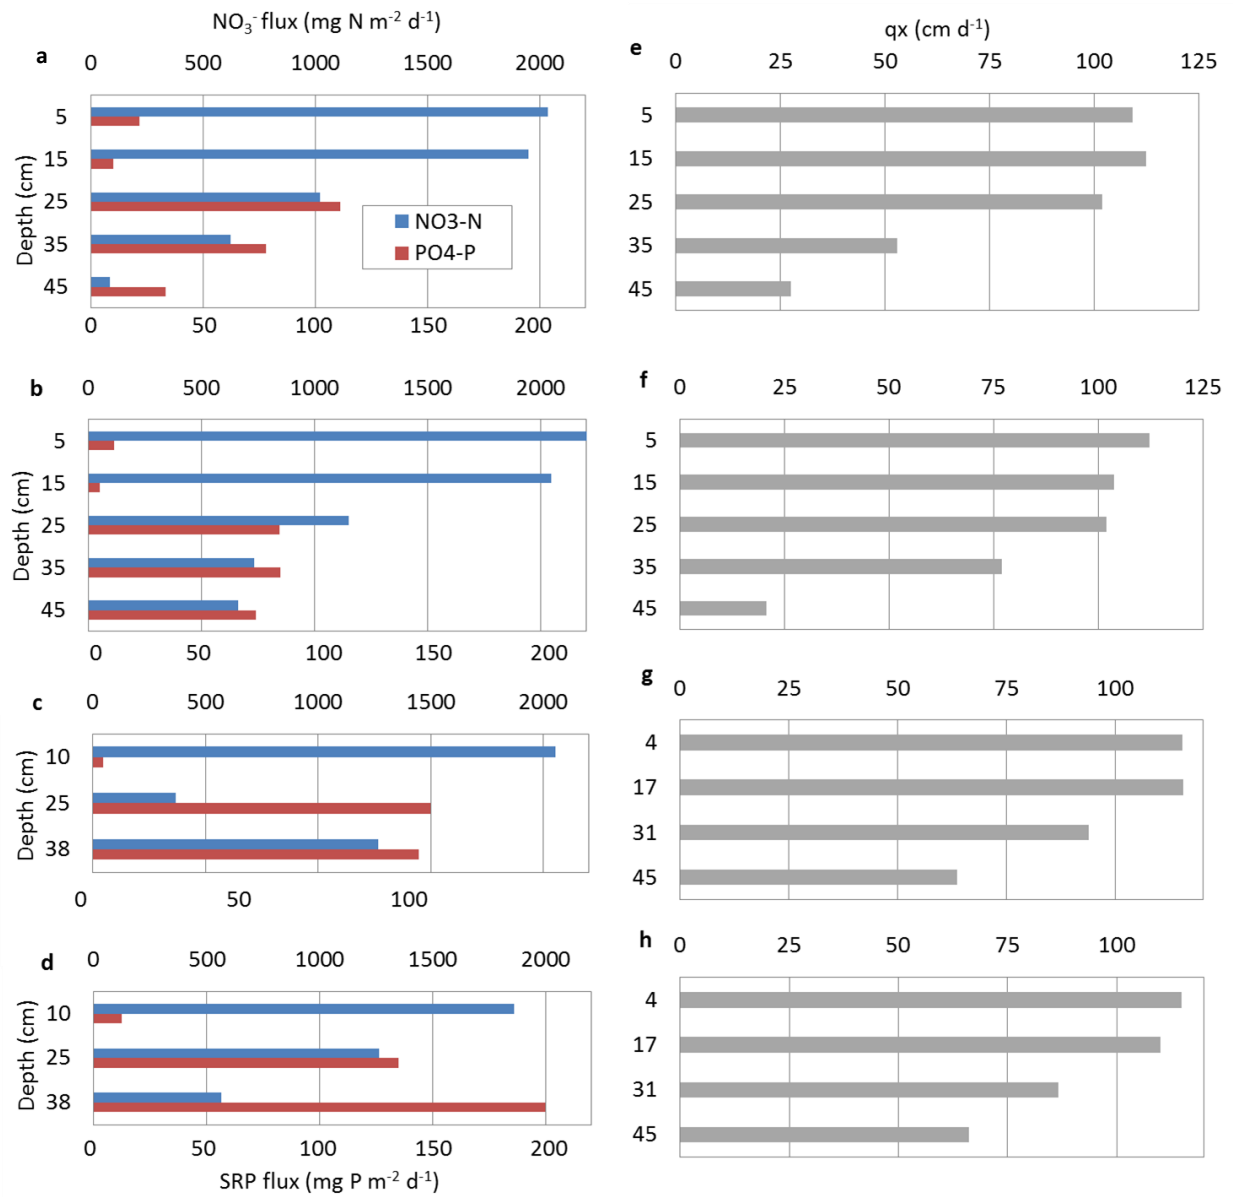 NO₃⁻ flux (mg N m⁻² d⁻¹)
a 0 500 1000 1500 2000
Depth (cm)
5
15
25
35
45
NO3-N
PO4-P
0 50 100 150 200
b 0 500 1000 1500 2000
Depth (cm)
5
15
25
35
45
0 50 100 150 200
c 0 500 1000 1500 2000
Depth (cm)
10
25
38
0 50 100
d 0 500 1000 1500 2000
Depth (cm)
10
25
38
0 50 100 150 200
SRP flux (mg P m⁻² d⁻¹)
qx (cm d⁻¹)
e 0 25 50 75 100 125
5
15
25
35
45
f 0 25 50 75 100 125
5
15
25
35
45
g 0 25 50 75 100
4
17
31
45
h 0 25 50 75 100
4
17
31
45